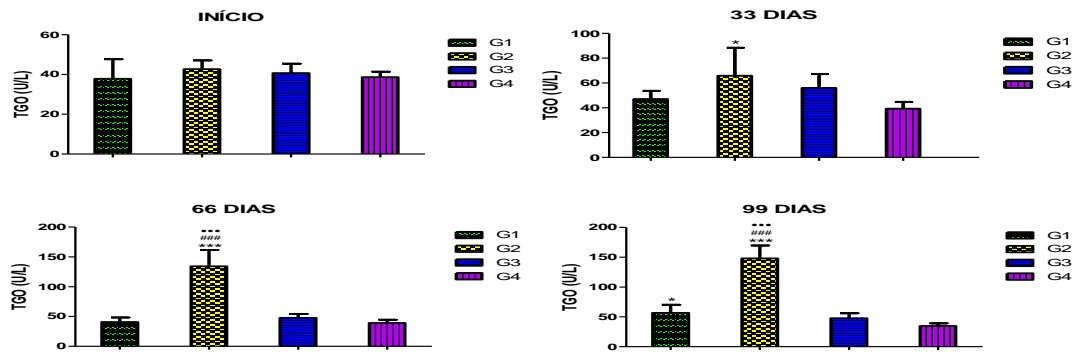 INÍCIO
TGO (U/L)
60
40
20
0
G1
G2
G3
G4
33 DIAS
TGO (U/L)
100
80
60
40
20
0
*
G1
G2
G3
G4
66 DIAS
TGO (U/L)
200
150
100
50
0
•••
###
***
G1
G2
G3
G4
99 DIAS
TGO (U/L)
200
150
100
50
0
*
•••
###
***
G1
G2
G3
G4